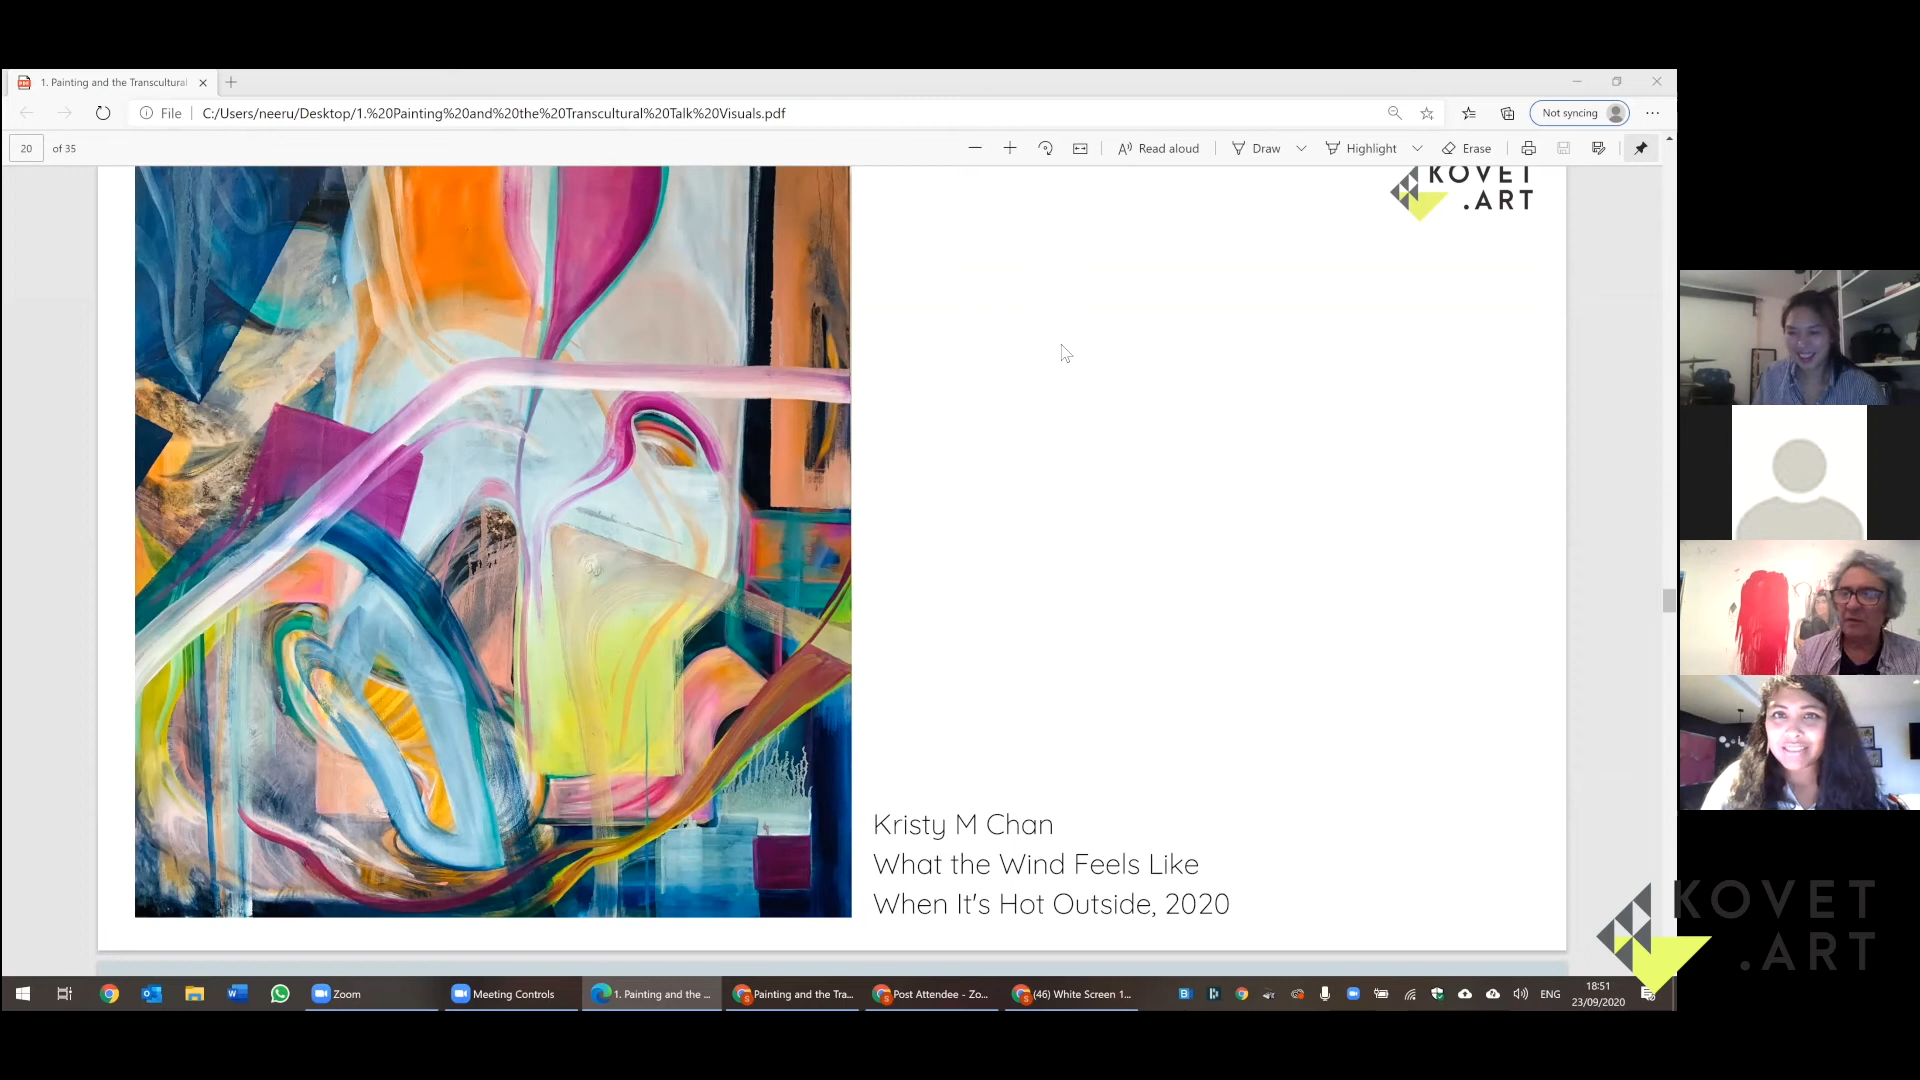 1. Painting and the Transcultural
File
C:/Users/neeru/Desktop/1.%20Painting%20and%20the%20Transcultural%20Talk%20Visuals.pdf
Not syncing
20 of 35
Read aloud
Draw
Highlight
Erase
KOVET
.ART
Kristy M Chan
What the Wind Feels Like
When It's Hot Outside, 2020
KOVET
.ART
Zoom
Meeting Controls
1. Painting and the ...
Painting and the Tra...
Post Attendee - Zo...
(46) White Screen 1...
ENG
18:51
23/09/2020